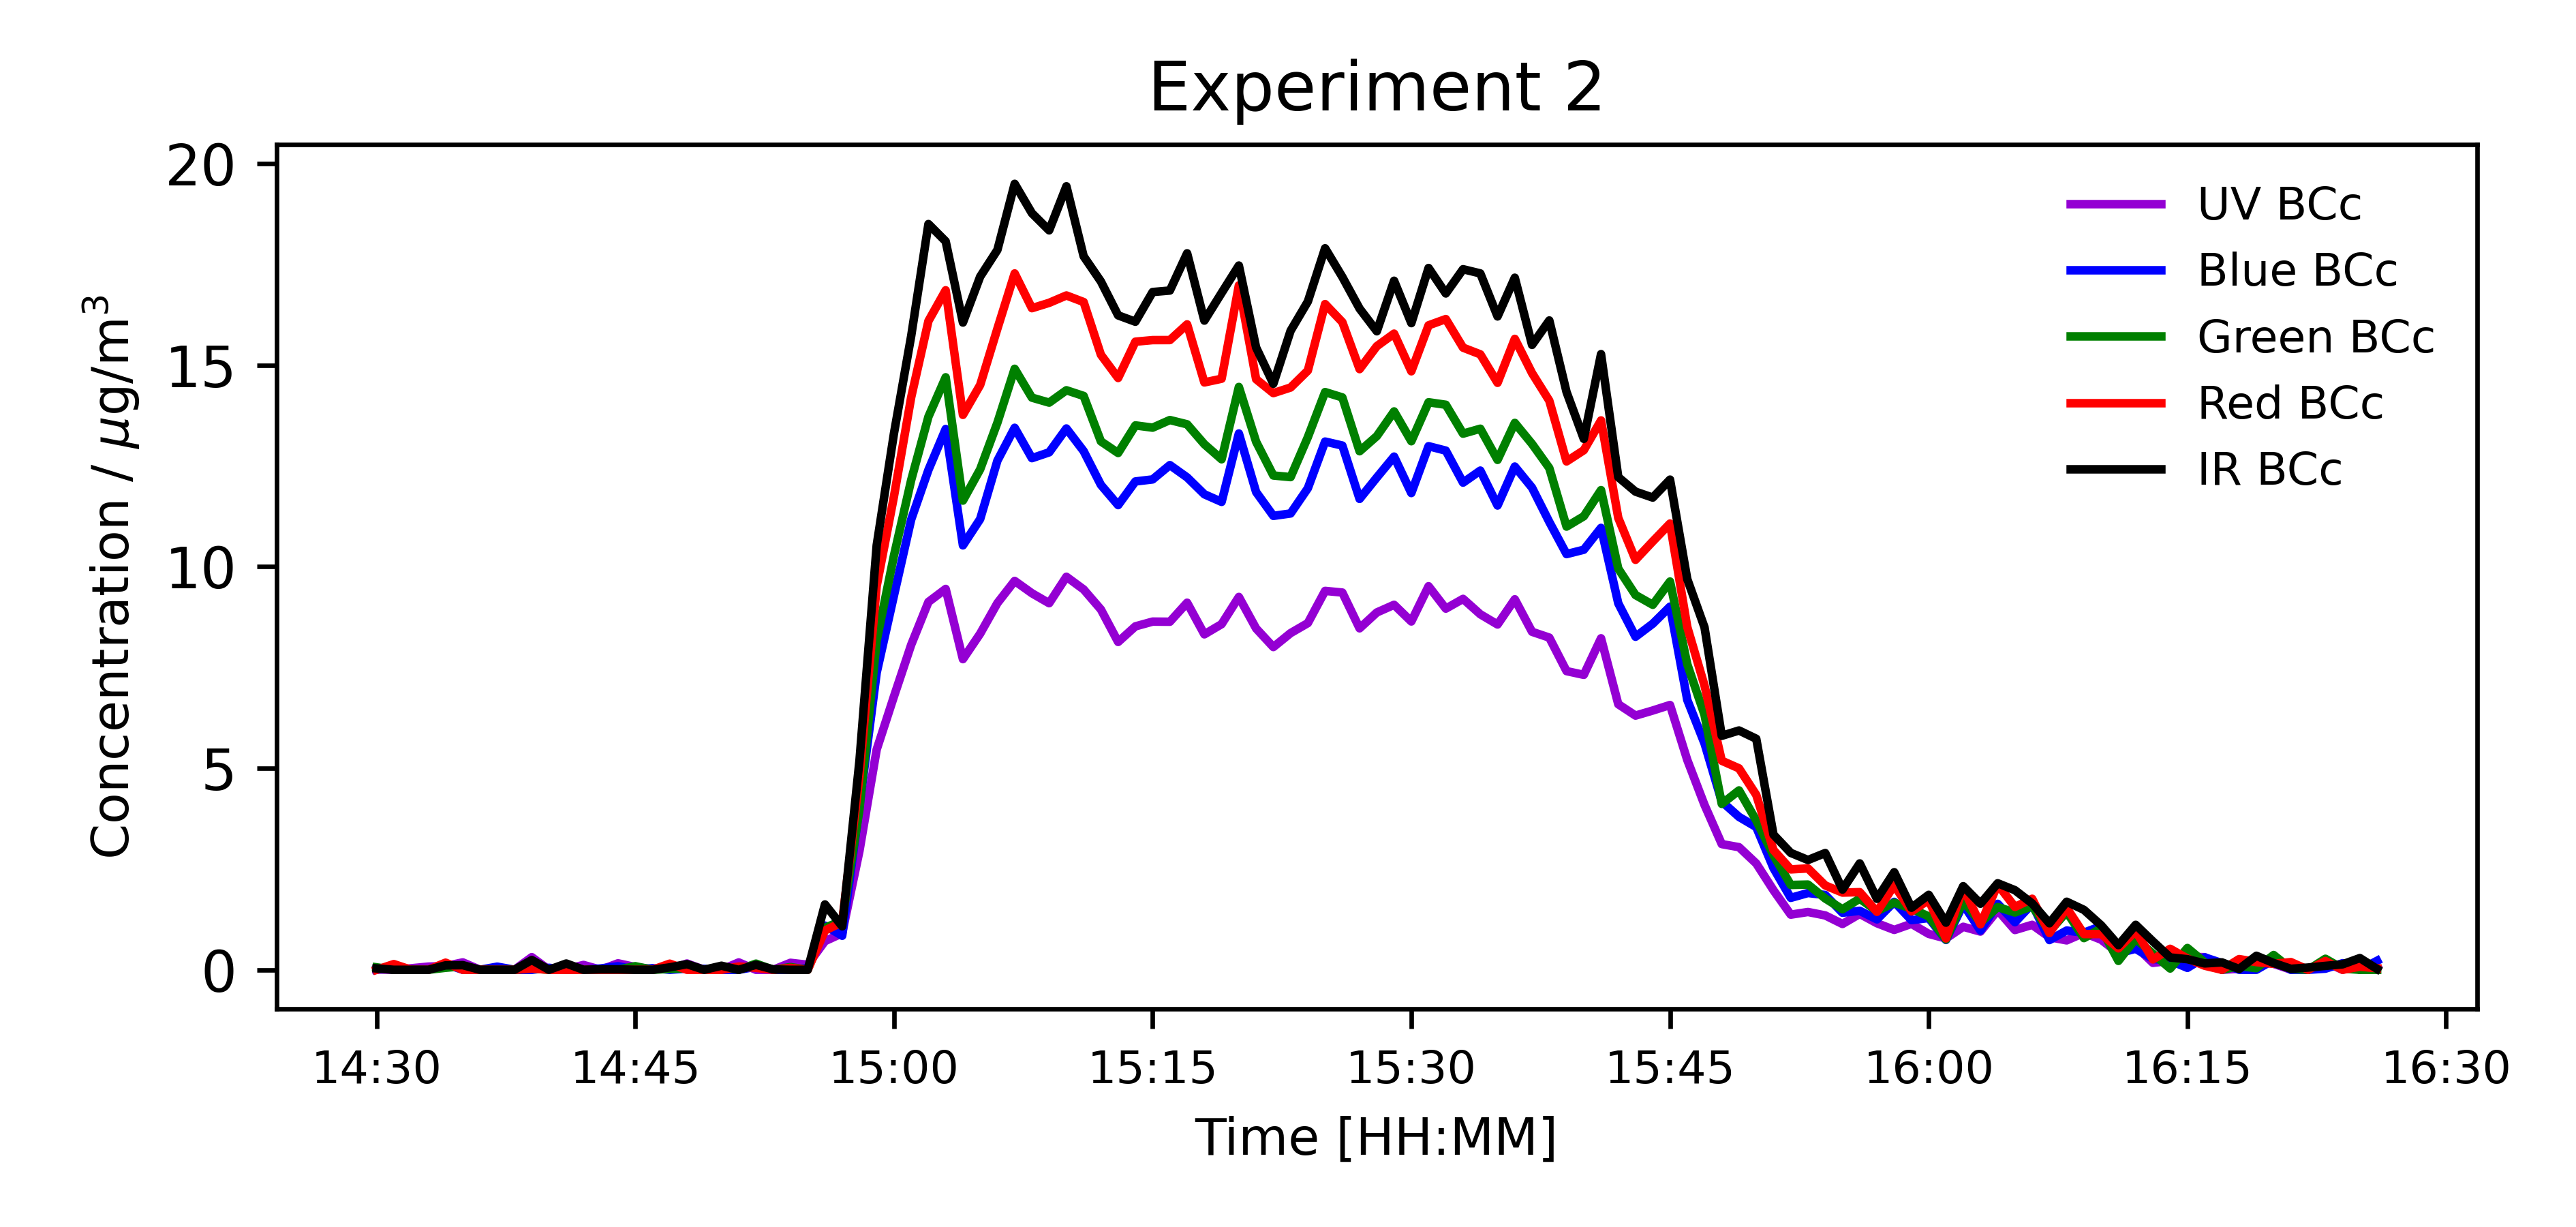 Experiment 2
Concentration / µg/m³
20
15
10
5
0
UV BCc
Blue BCc
Green BCc
Red BCc
IR BCc
14:30 14:45 15:00 15:15 15:30 15:45 16:00 16:15 16:30
Time [HH:MM]